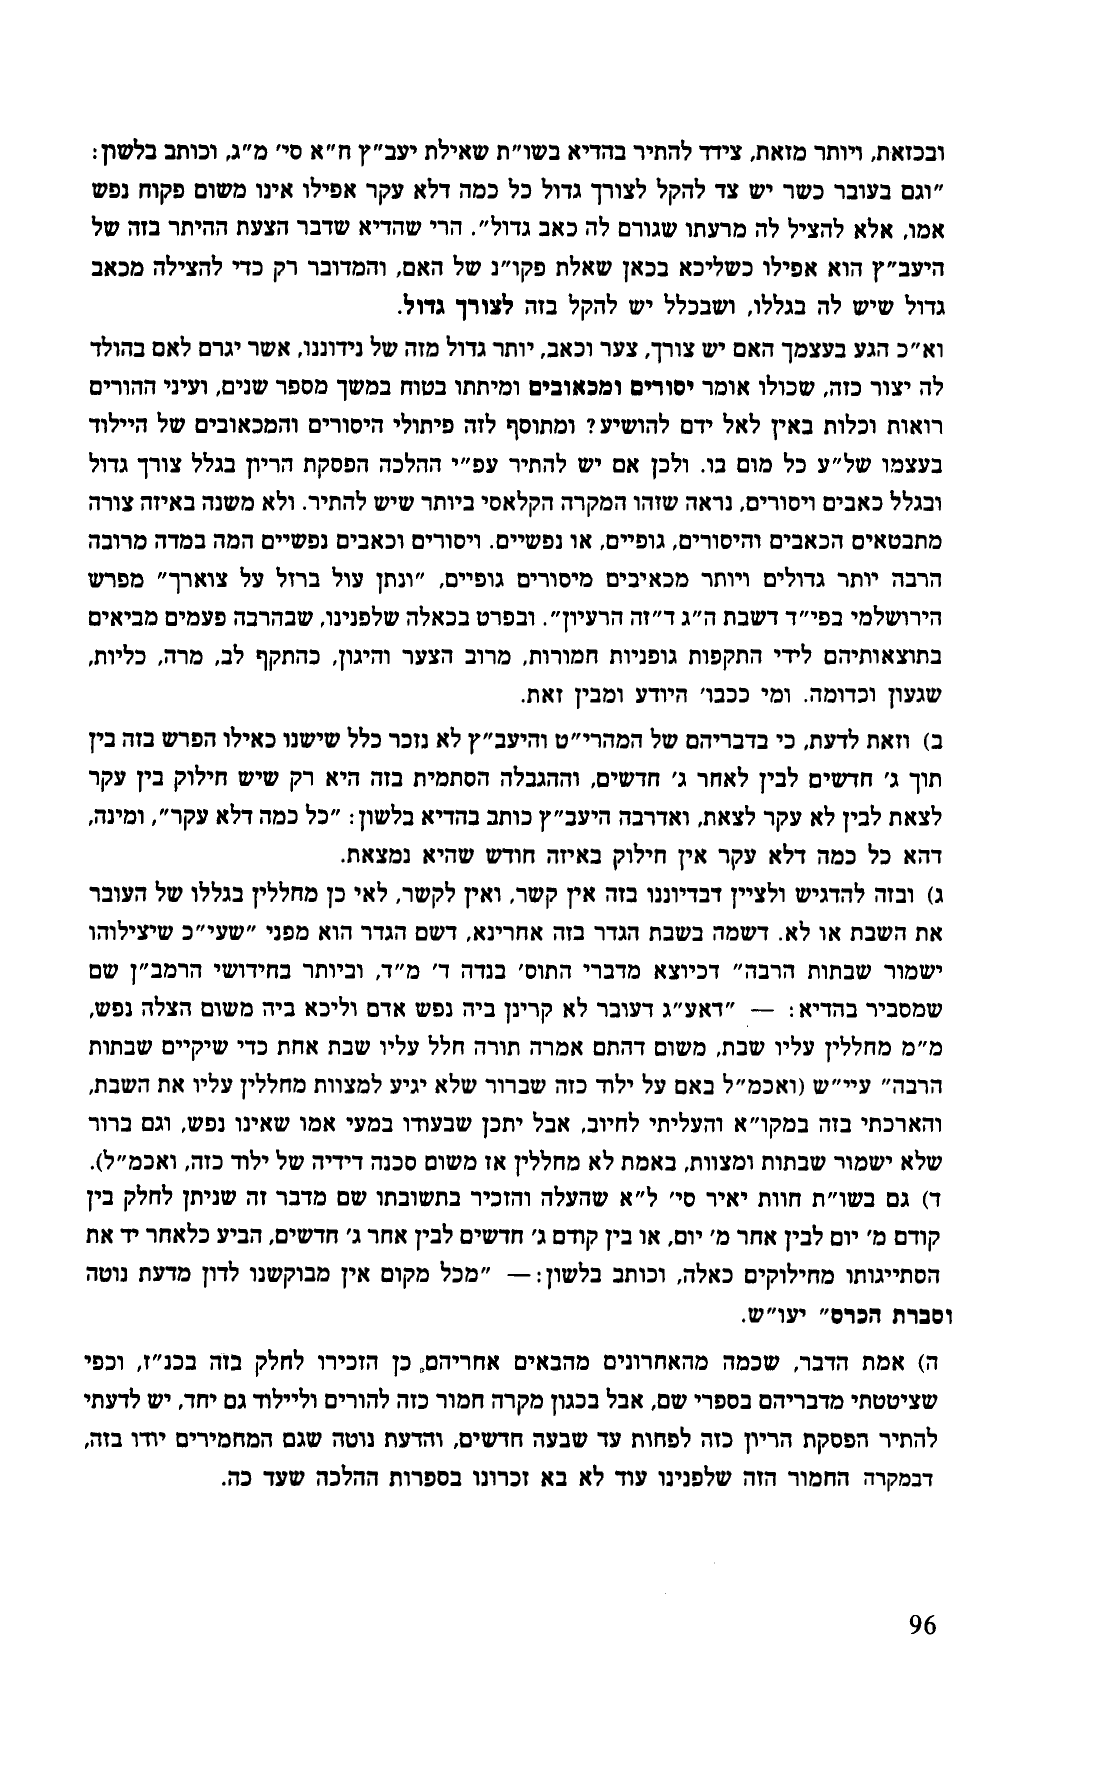 ובכזאת, ויותר מזאת, צידד להתיר בהדיא בשו״ת שאילת יעב״ץ ח״א סי׳ מ״ג, וכותב בלשון:
״וגם בעובר כשר יש צד להקל לצורך גדול כל כמה דלא עקר אפילו אינו משום פקוח נפש
אמו, אלא להציל לה מרעתו שגורם לה כאב גדול״. הרי שהדיא שדבר הצעת ההיתר בזה של
היעב״ץ הוא אפילו כשליכא בכאן שאלת פקו״נ של האם, והמדובר רק כדי להצילה מכאב
גדול שיש לה בגללו, ושבכלל יש להקל בזה לצורך גדול.
וא״כ הגע בעצמך האם יש צורך, צער וכאב, יותר גדול מזה של נידוננו, אשר יגרם לאם בהולד
לה יצור כזה, שכולו אומר יסורים ומכאובים ומיתתו בטוח במשך מספר שנים, ועיני ההורים
רואות וכלות באין לאל ידם להושיע? ומתוסף לזה פיתולי היסורים והמכאובים של היילוד
בעצמו של״ע כל מום בו. ולכן אם יש להתיר עפ״י ההלכה הפסקת הריון בגלל צורך גדול
ובגלל כאבים ויסורים, נראה שזהו המקרה הקלאסי ביותר שיש להתיר. ולא משנה באיזה צורה
מתבטאים הכאבים והיסורים, גופיים, או נפשיים. ויסורים וכאבים נפשיים המה במדה מרובה
הרבה יותר גדולים ויותר מכאיבים מיסורים גופיים, ״ונתן עול ברזל על צוארך״ מפרש
הירושלמי בפי״ד דשבת ה״ג ד״זה הרעיון״. ובפרט בכאלה שלפנינו, שבהרבה פעמים מביאים
בתוצאותיהם לידי התקפות גופניות חמורות, מרוב הצער והיגון, כהתקף לב, מרה, כליות,
שגעון וכדומה. ומי ככבו׳ היודע ומבין זאת.
ב) וזאת לדעת, כי בדבריהם של המהרי״ט והיעב״ץ לא נזכר כלל שישנו כאילו הפרש בזה בין
תוך ג׳ חדשים לבין לאחר ג׳ חדשים, וההגבלה הסתמית בזה היא רק שיש חילוק בין עקר
לצאת לבין לא עקר לצאת, ואדרבה היעב״ץ כותב בהדיא בלשון: ״כל כמה דלא עקר״, ומינה,
דהא כל כמה דלא עקר אין חילוק באיזה חודש שהיא נמצאת.
ג) ובזה להדגיש ולציין דבדיוננו בזה אין קשר, ואין לקשר, לאי כן מחללין בגללו של העובר
את השבת או לא. דשמה בשבת הגדר בזה אחרינא, דשם הגדר הוא מפני ״שעי״כ שיצילוהו
ישמור שבתות הרבה״ דכיוצא מדברי התוס׳ בנדה ד׳ מ״ד, וביותר בחידושי הרמב״ן שם
שמסביר בהדיא: — ״דאע״ג דעובר לא קרינן ביה נפש אדם וליכא ביה משום הצלה נפש,
מ״מ מחללין עליו שבת, משום דהתם אמרה תורה חלל עליו שבת אחת כדי שיקיים שבתות
הרבה״ עיי״ש (ואכמ״ל באם על ילוד כזה שברור שלא יגיע למצוות מחללין עליו את השבת,
והארכתי בזה במקו״א והעליתי לחיוב, אבל יתכן שבעודו במעי אמו שאינו נפש, וגם ברור
שלא ישמור שבתות ומצוות, באמת לא מחללין אז משום סכנה דידיה של ילוד כזה, ואכמ״ל).
ד) גם בשו״ת חוות יאיר סי׳ ל״א שהעלה והזכיר בתשובתו שם מדבר זה שניתן לחלק בין
קודם מ׳ יום לבין אחר מ׳ יום, או בין קודם ג׳ חדשים לבין אחר ג׳ חדשים, הביע כלאחר יד את
הסתייגותו מחילוקים כאלה, וכותב בלשון:— ״מכל מקום אין מבוקשנו לדון מדעת נוטה
וסברת הכרס״ יעו״ש.
ה) אמת הדבר, שכמה מהאחרונים מהבאים אחריהם, כן הזכירו לחלק בזה בכנ״ז, וכפי
שציטטתי מדבריהם בספרי שם, אבל בכגון מקרה חמור כזה להורים וליילוד גם יחד, יש לדעתי
להתיר הפסקת הריון כזה לפחות עד שבעה חדשים, והדעת נוטה שגם המחמירים יודו בזה,
דבמקרה החמור הזה שלפנינו עוד לא בא זכרונו בספרות ההלכה שעד כה.
96